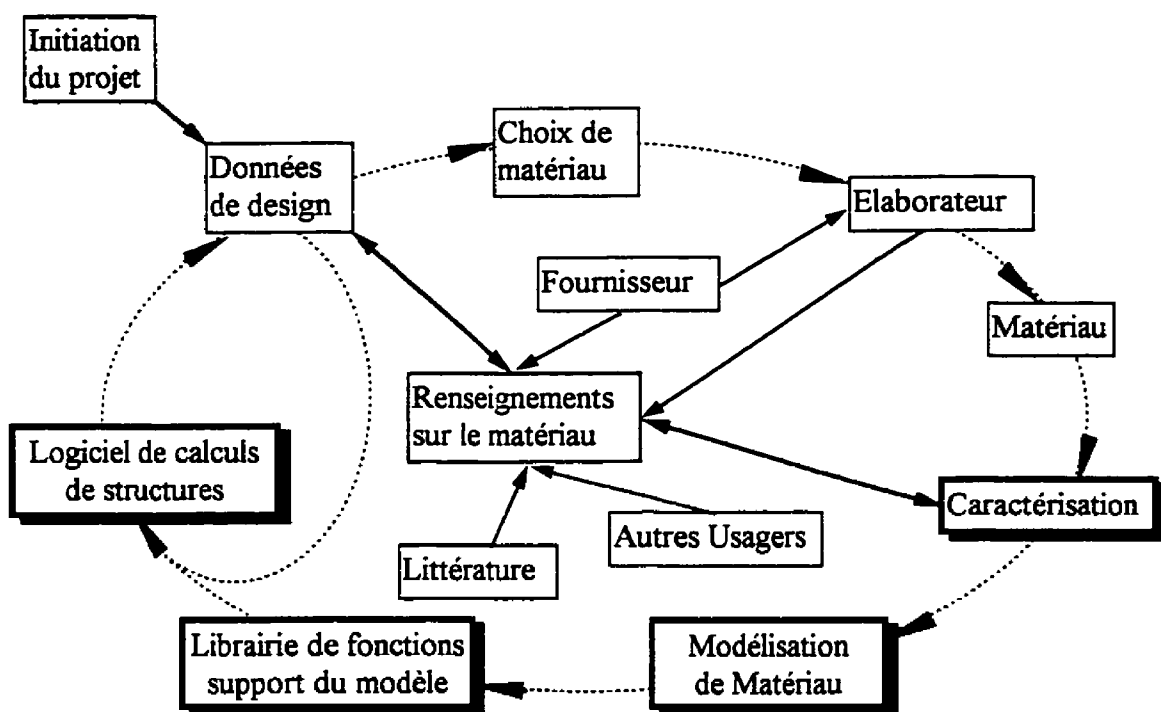 Initiation
du projet
Données
de design
Choix de
matériau
Elaborateur
Fournisseur
Matériau
Renseignements
sur le matériau
Logiciel de calculs
de structures
Caractérisation
Autres Usagers
Littérature
Librairie de fonctions
support du modèle
Modélisation
de Matériau